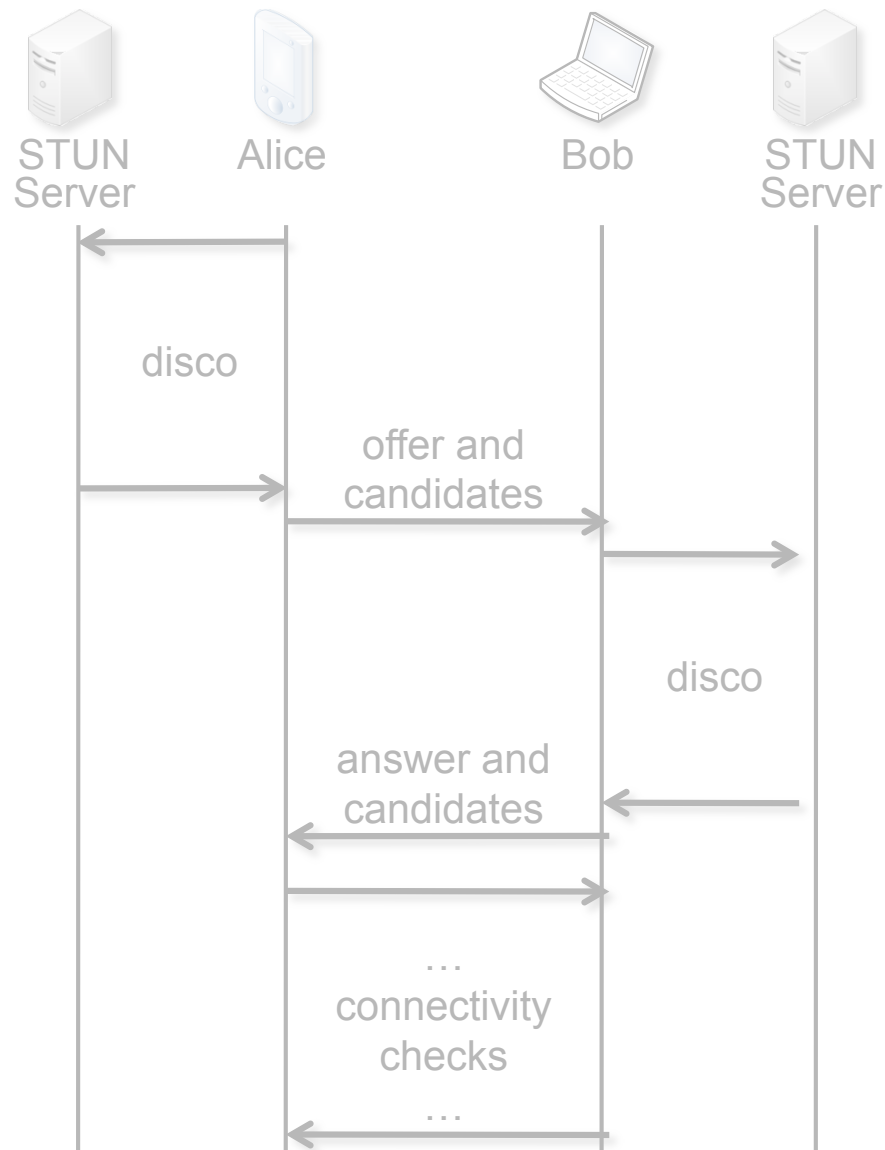 STUN
Server
Alice
Bob
STUN
Server
disco
offer and
candidates
disco
answer and
candidates
…
connectivity
checks
…